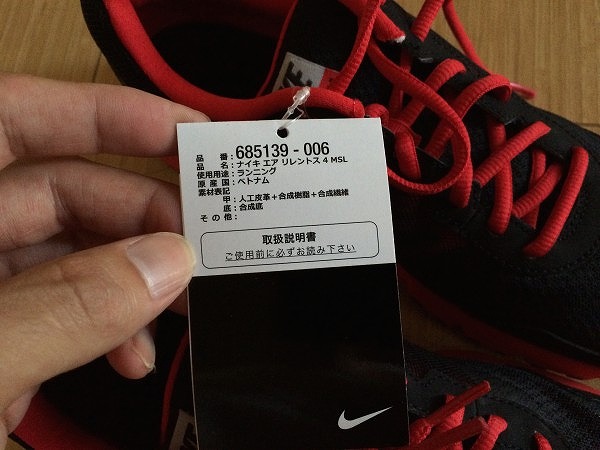 品番：685139-006
品名：ナイキ エア リレントス 4 MSL
使用用途：ランニング
原産国：ベトナム
素材表記
甲：人工皮革＋合成樹脂＋合成繊維
底：合成底
その他：
取扱説明書
ご使用前に必ずお読み下さい